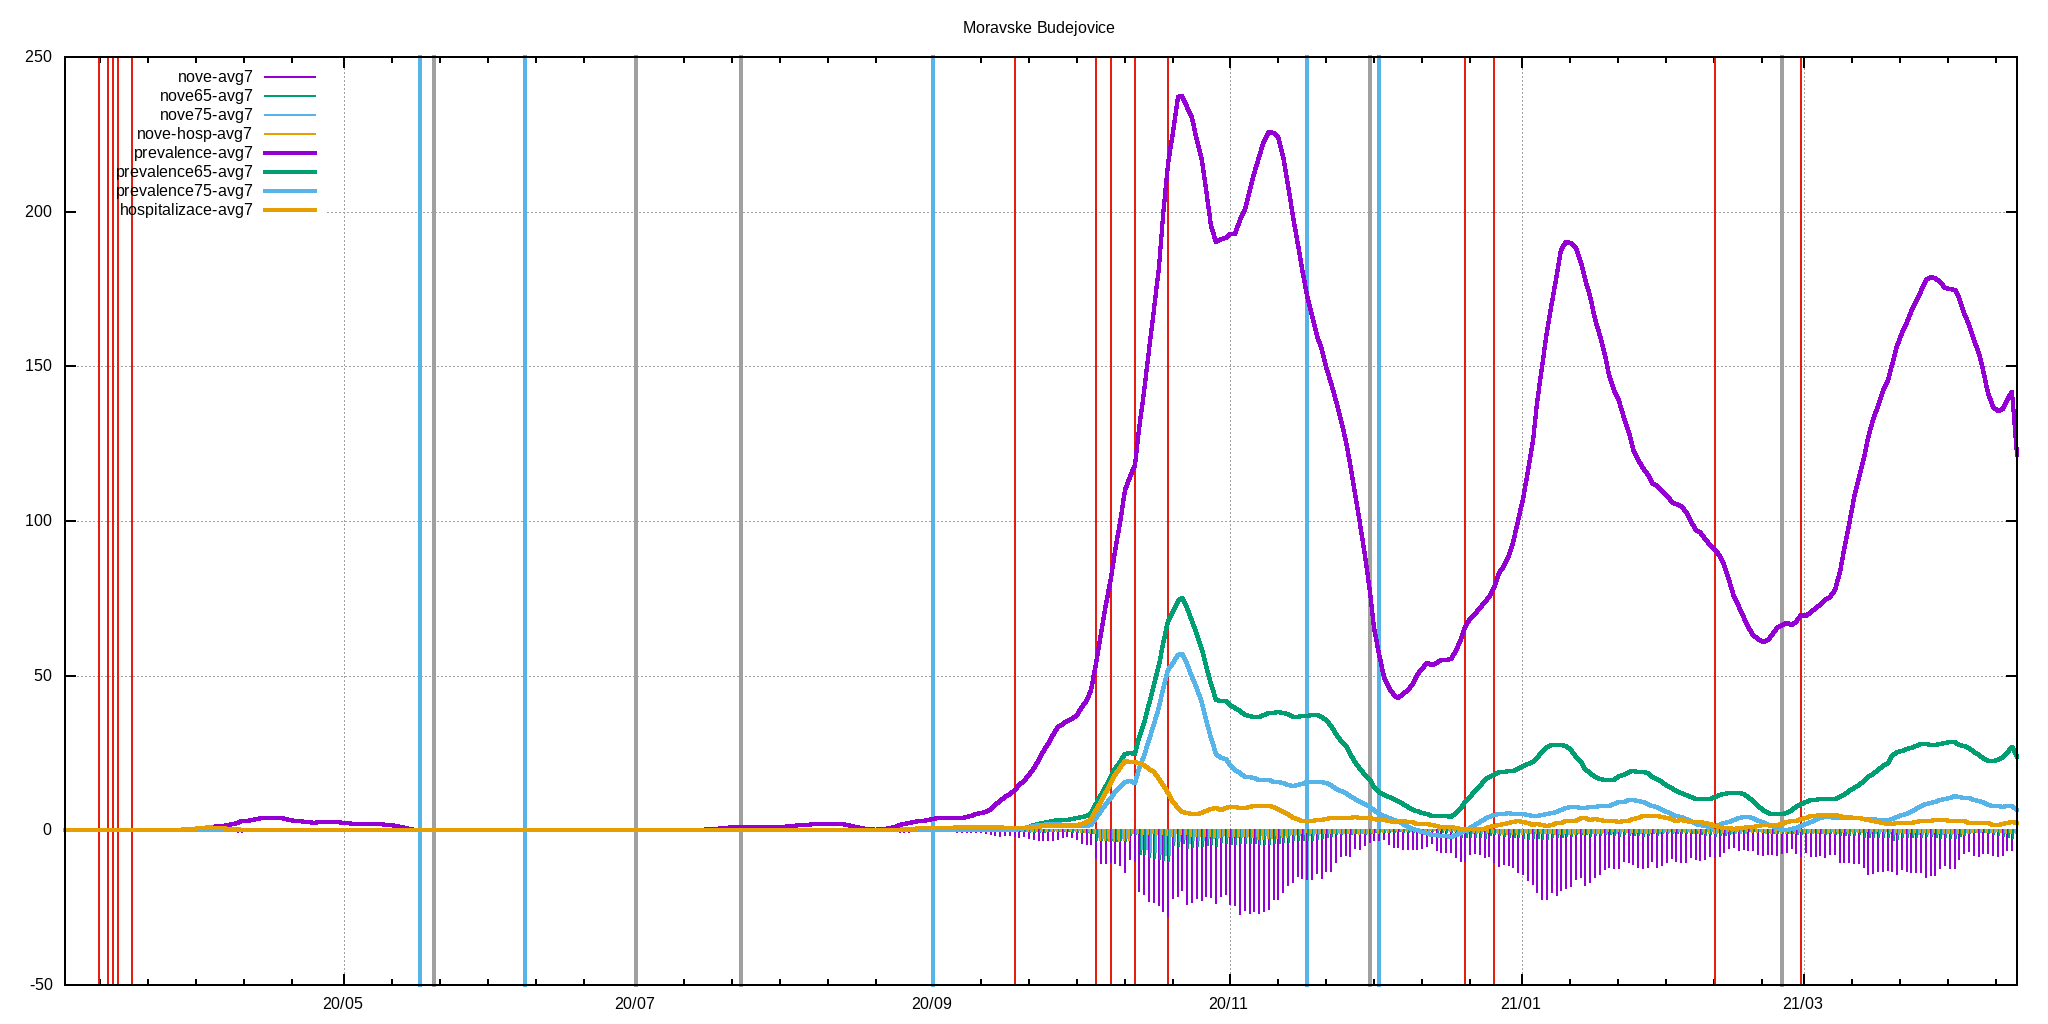 Moravske Budejovice
250
nove-avg7
nove65-avg7
nove75-avg7
nove-hosp-avg7
prevalence-avg7
prevalence65-avg7
prevalence75-avg7
hospitalizace-avg7
200
150
100
50
0
-50
20/05
20/07
20/09
20/11
21/01
21/03